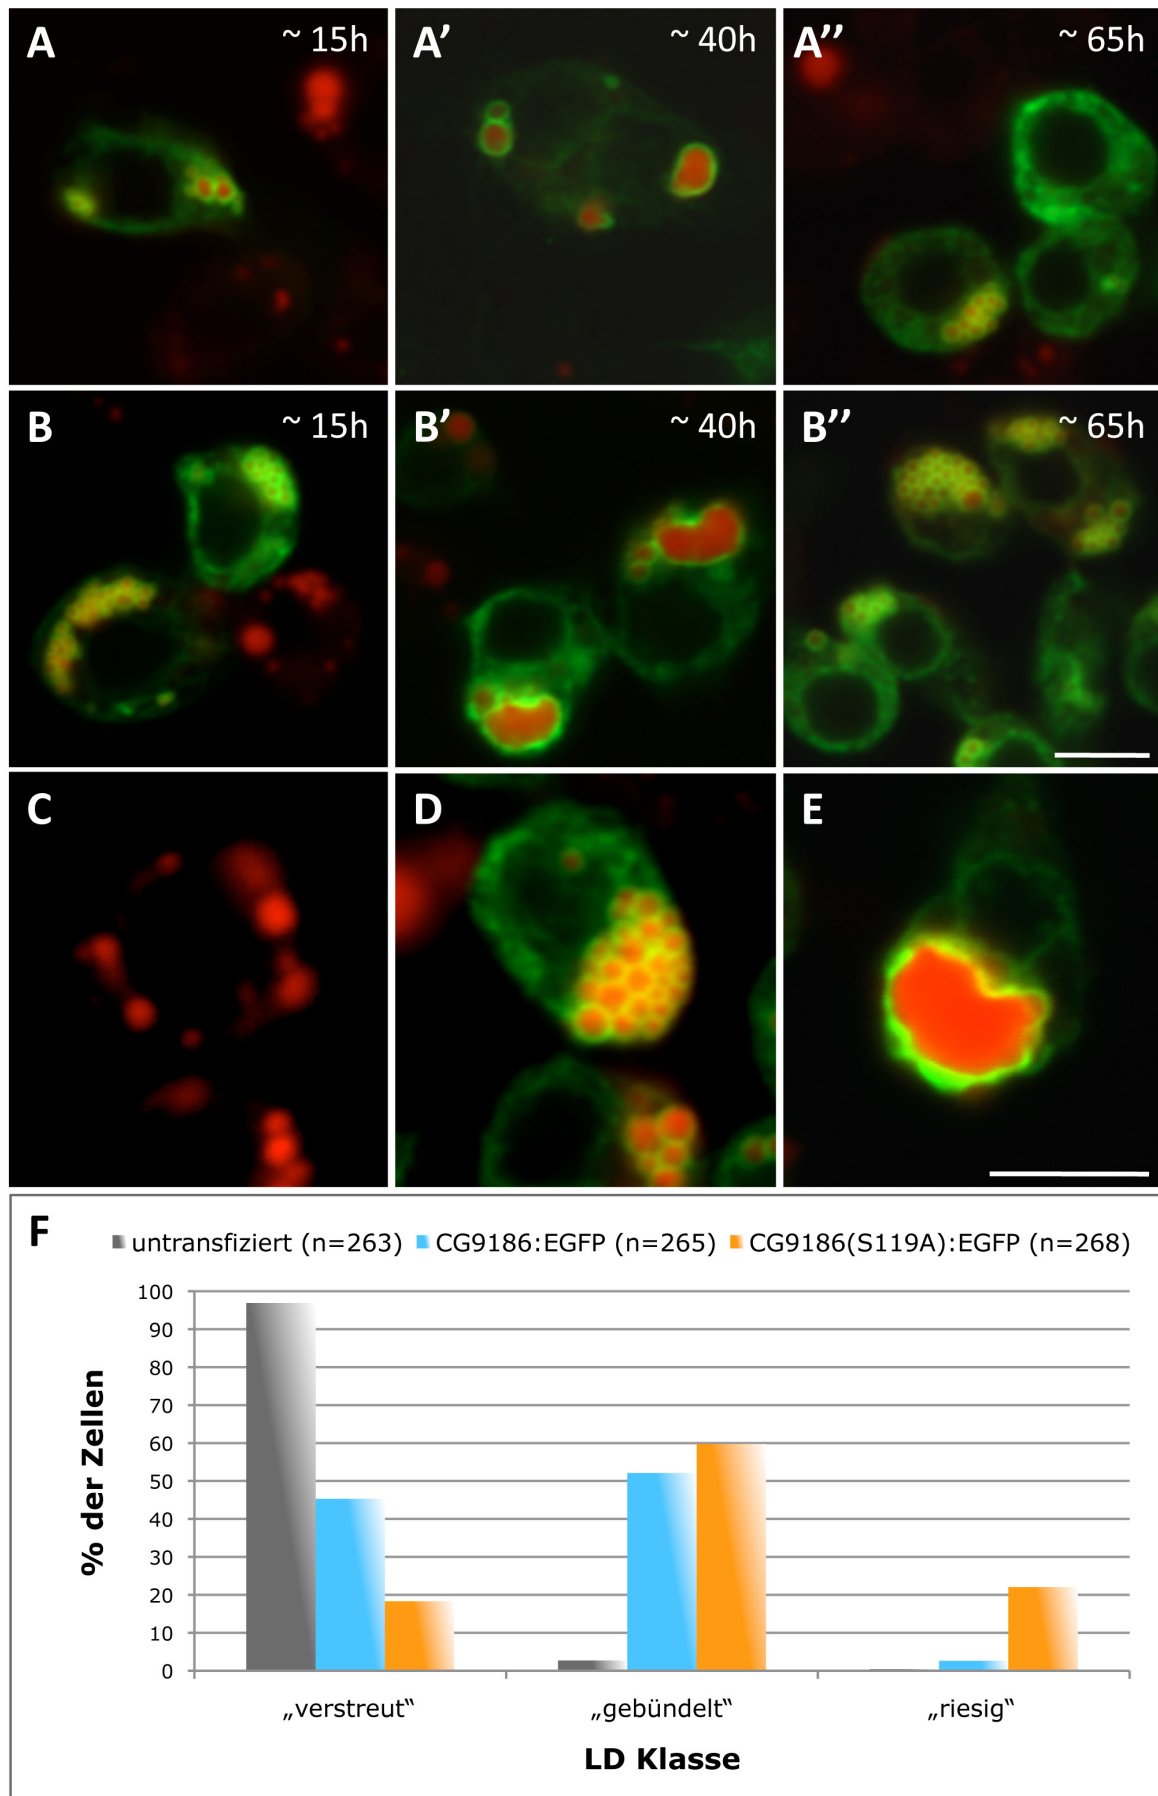 A ~ 15h A’ ~ 40h A’’ ~ 65h
B ~ 15h B’ ~ 40h B’’ ~ 65h
C D E
F
untransfiziert (n=263) CG9186:EGFP (n=265) CG9186(S119A):EGFP (n=268)
100
90
80
70
60
50
40
30
20
10
0
% der Zellen
„verstreut“ „gebündelt“ „riesig“
LD Klasse